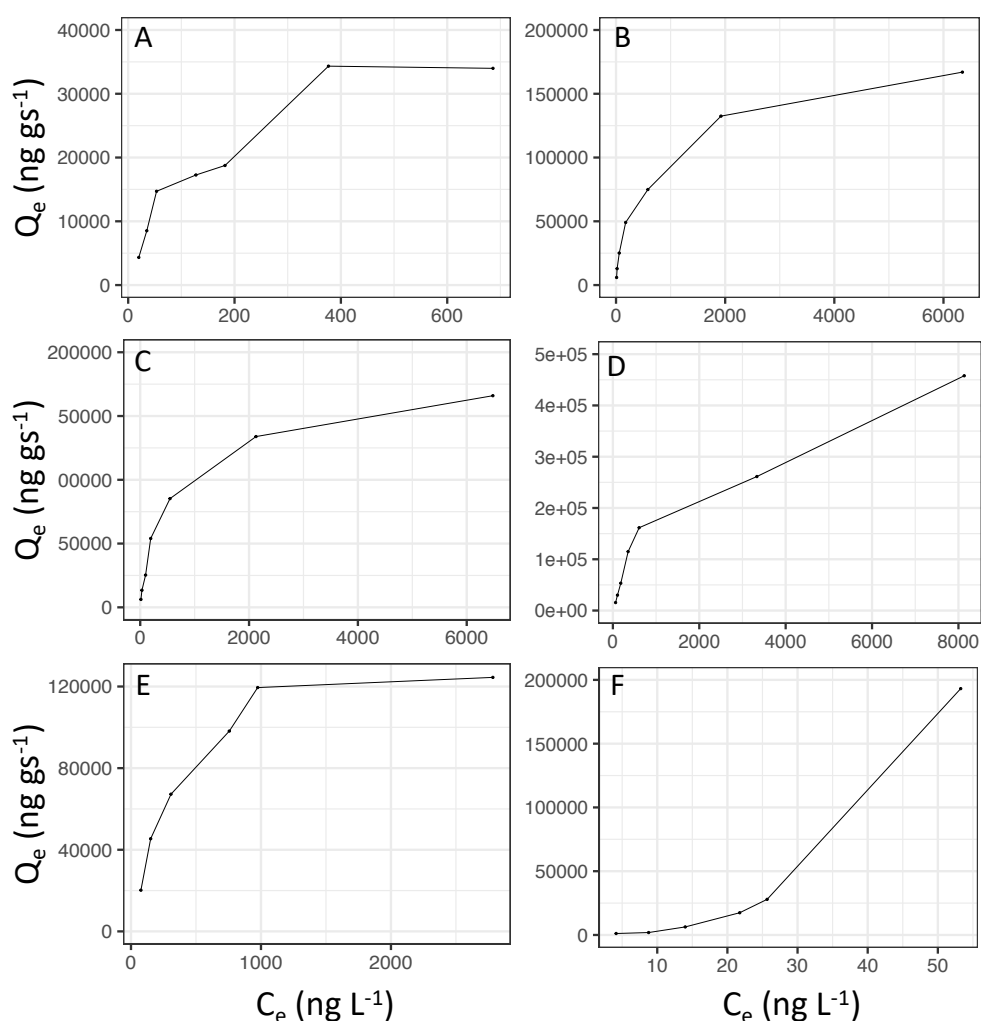 A
40000
30000
20000
10000
0
0 200 400 600
Qe (ng gs-1)
B
200000
150000
100000
50000
0
0 2000 4000 6000
C
200000
50000
00000
50000
0
0 2000 4000 6000
Qe (ng gs-1)
D
5e+05
4e+05
3e+05
2e+05
1e+05
0e+00
0 2000 4000 6000 8000
E
120000
80000
40000
0
0 1000 2000
Qe (ng gs-1)
Ce (ng L-1)
F
200000
150000
100000
50000
0
10 20 30 40 50
Ce (ng L-1)